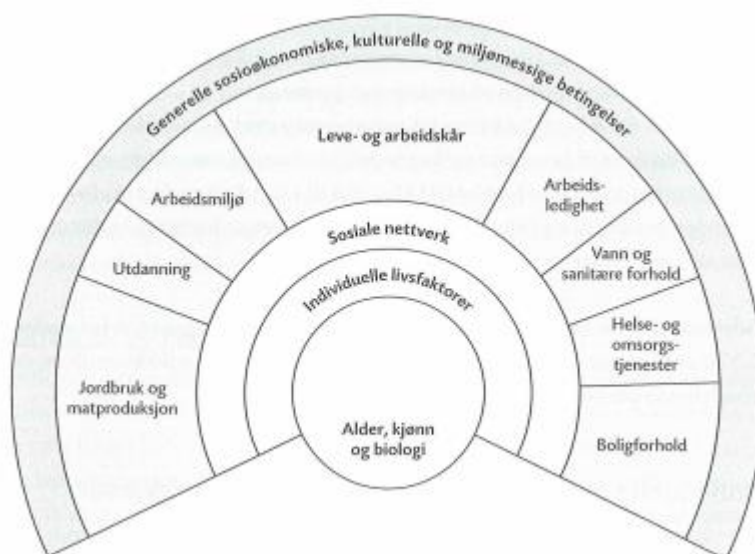 Generelle sosioøkonomiske, kulturelle og miljømessige betingelser
Leve- og arbeidskår
Arbeidsmiljø
Arbeids-
ledighet
Sosiale nettverk
Utdanning
Vann og
sanitære forhold
Individuelle livsfaktorer
Helse- og
omsorgs-
tjenester
Jordbruk og
matproduksjon
Alder, kjønn
og biologi
Boligforhold